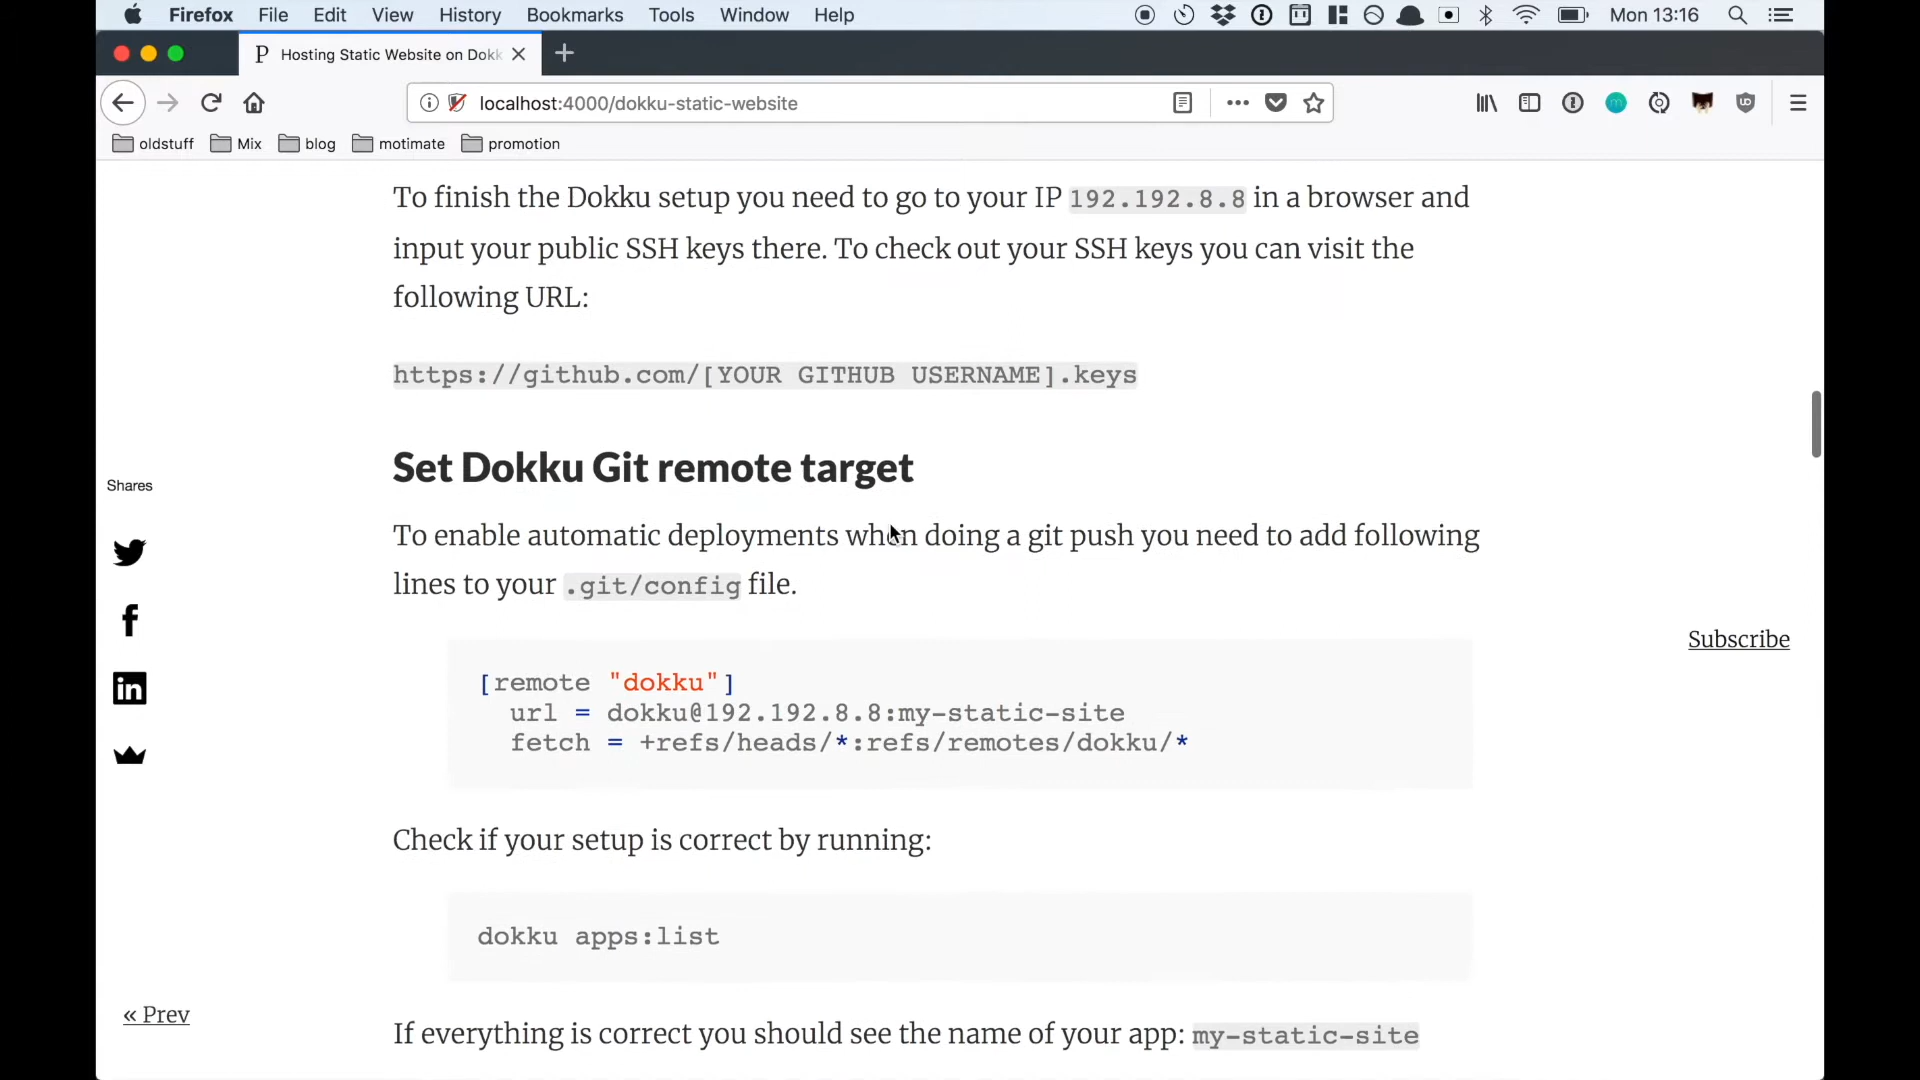 Firefox File Edit View History Bookmarks Tools Window Help Mon 13:16
P Hosting Static Website on Dokk
localhost:4000/dokku-static-website
oldstuff Mix blog motimate promotion
To finish the Dokku setup you need to go to your IP 192.192.8.8 in a browser and
input your public SSH keys there. To check out your SSH keys you can visit the
following URL:
https://github.com/[YOUR GITHUB USERNAME].keys
Set Dokku Git remote target
Shares
To enable automatic deployments when doing a git push you need to add following
lines to your .git/config file.
Subscribe
[remote "dokku"]
url = dokku@192.192.8.8:my-static-site
fetch = +refs/heads/*:refs/remotes/dokku/*
Check if your setup is correct by running:
dokku apps:list
« Prev
If everything is correct you should see the name of your app: my-static-site